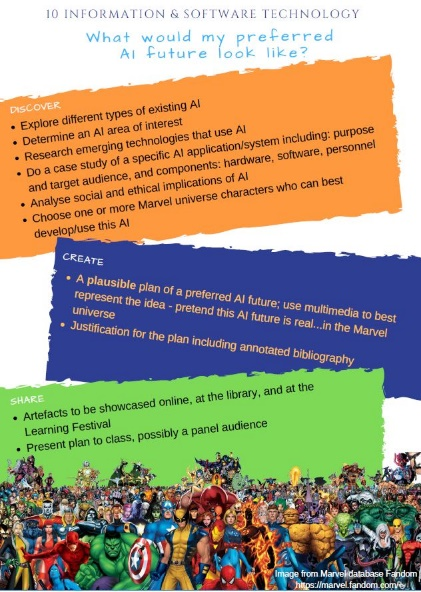 10 INFORMATION & SOFTWARE TECHNOLOGY
What would my preferred
AI future look like?
DISCOVER
• Explore different types of existing AI
• Determine an AI area of interest
• Research emerging technologies that use AI
• Do a case study of a specific AI application/system including: purpose
and target audience, and components: hardware, software, personnel
• Analyse social and ethical implications of AI
• Choose one or more Marvel universe characters who can best
develop/use this AI
CREATE
• A plausible plan of a preferred AI future; use multimedia to best
represent the idea - pretend this AI future is real...in the Marvel
universe
• Justification for the plan including annotated bibliography
SHARE
• Artefacts to be showcased online, at the library, and at the
Learning Festival
• Present plan to class, possibly a panel audience
Image from Marvel database Fandom
https://marvel.fandom.com/e